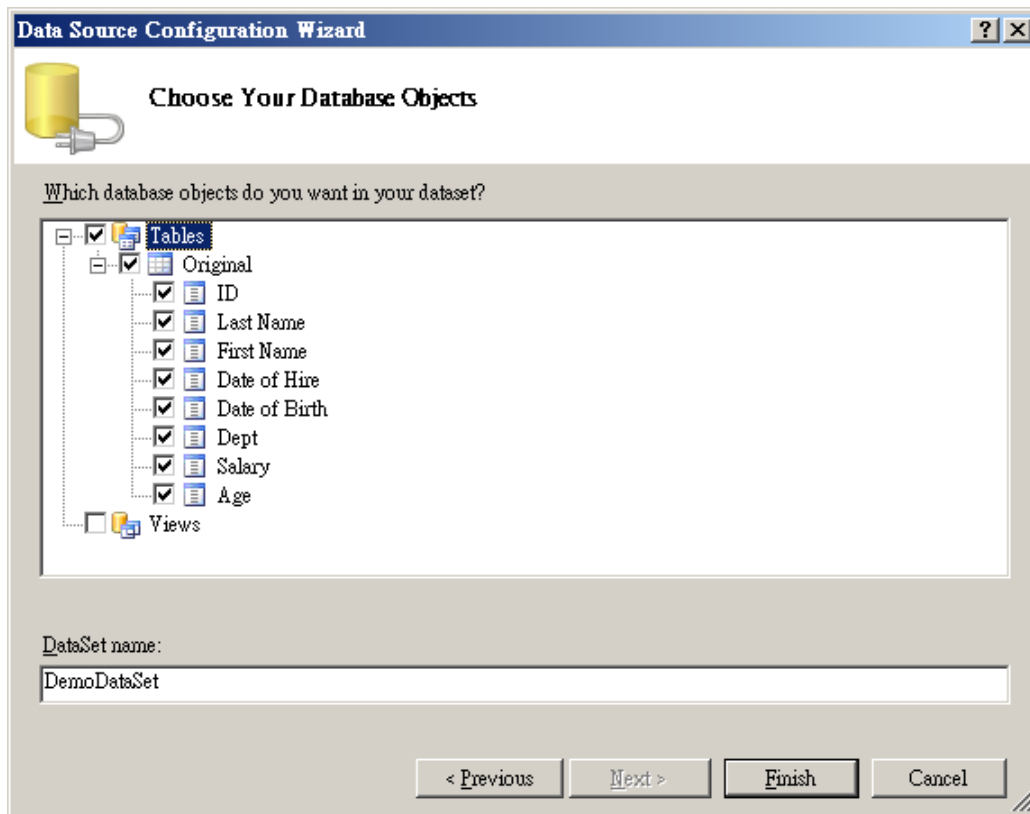 Data Source Configuration Wizard
Choose Your Database Objects
Which database objects do you want in your dataset?
Tables
Original
ID
Last Name
First Name
Date of Hire
Date of Birth
Dept
Salary
Age
Views
DataSet name:
DemoDataSet
< Previous
Next >
Finish
Cancel